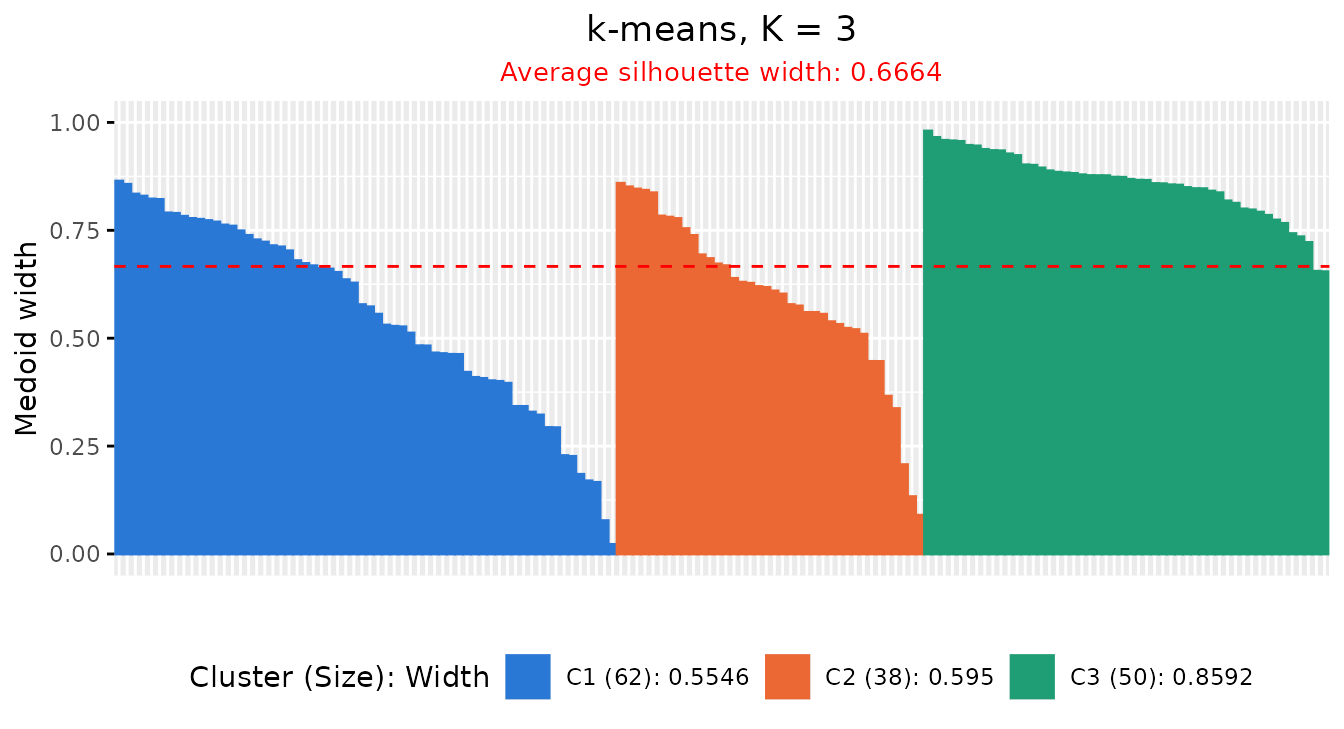 k-means, K = 3
Average silhouette width: 0.6664
Medoid width
1.00
0.75
0.50
0.25
0.00
Cluster (Size): Width C1 (62): 0.5546 C2 (38): 0.595 C3 (50): 0.8592